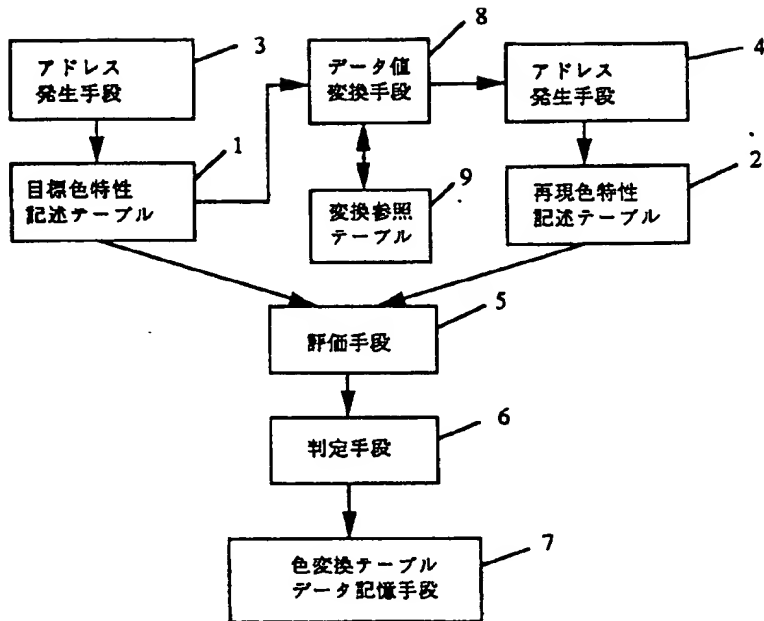 3
アドレス
発生手段
8
データ値
変換手段
4
アドレス
発生手段
1
目標色特性
記述テーブル
9
変換参照
テーブル
2
再現色特性
記述テーブル
5
評価手段
6
判定手段
7
色変換テーブル
データ記憶手段